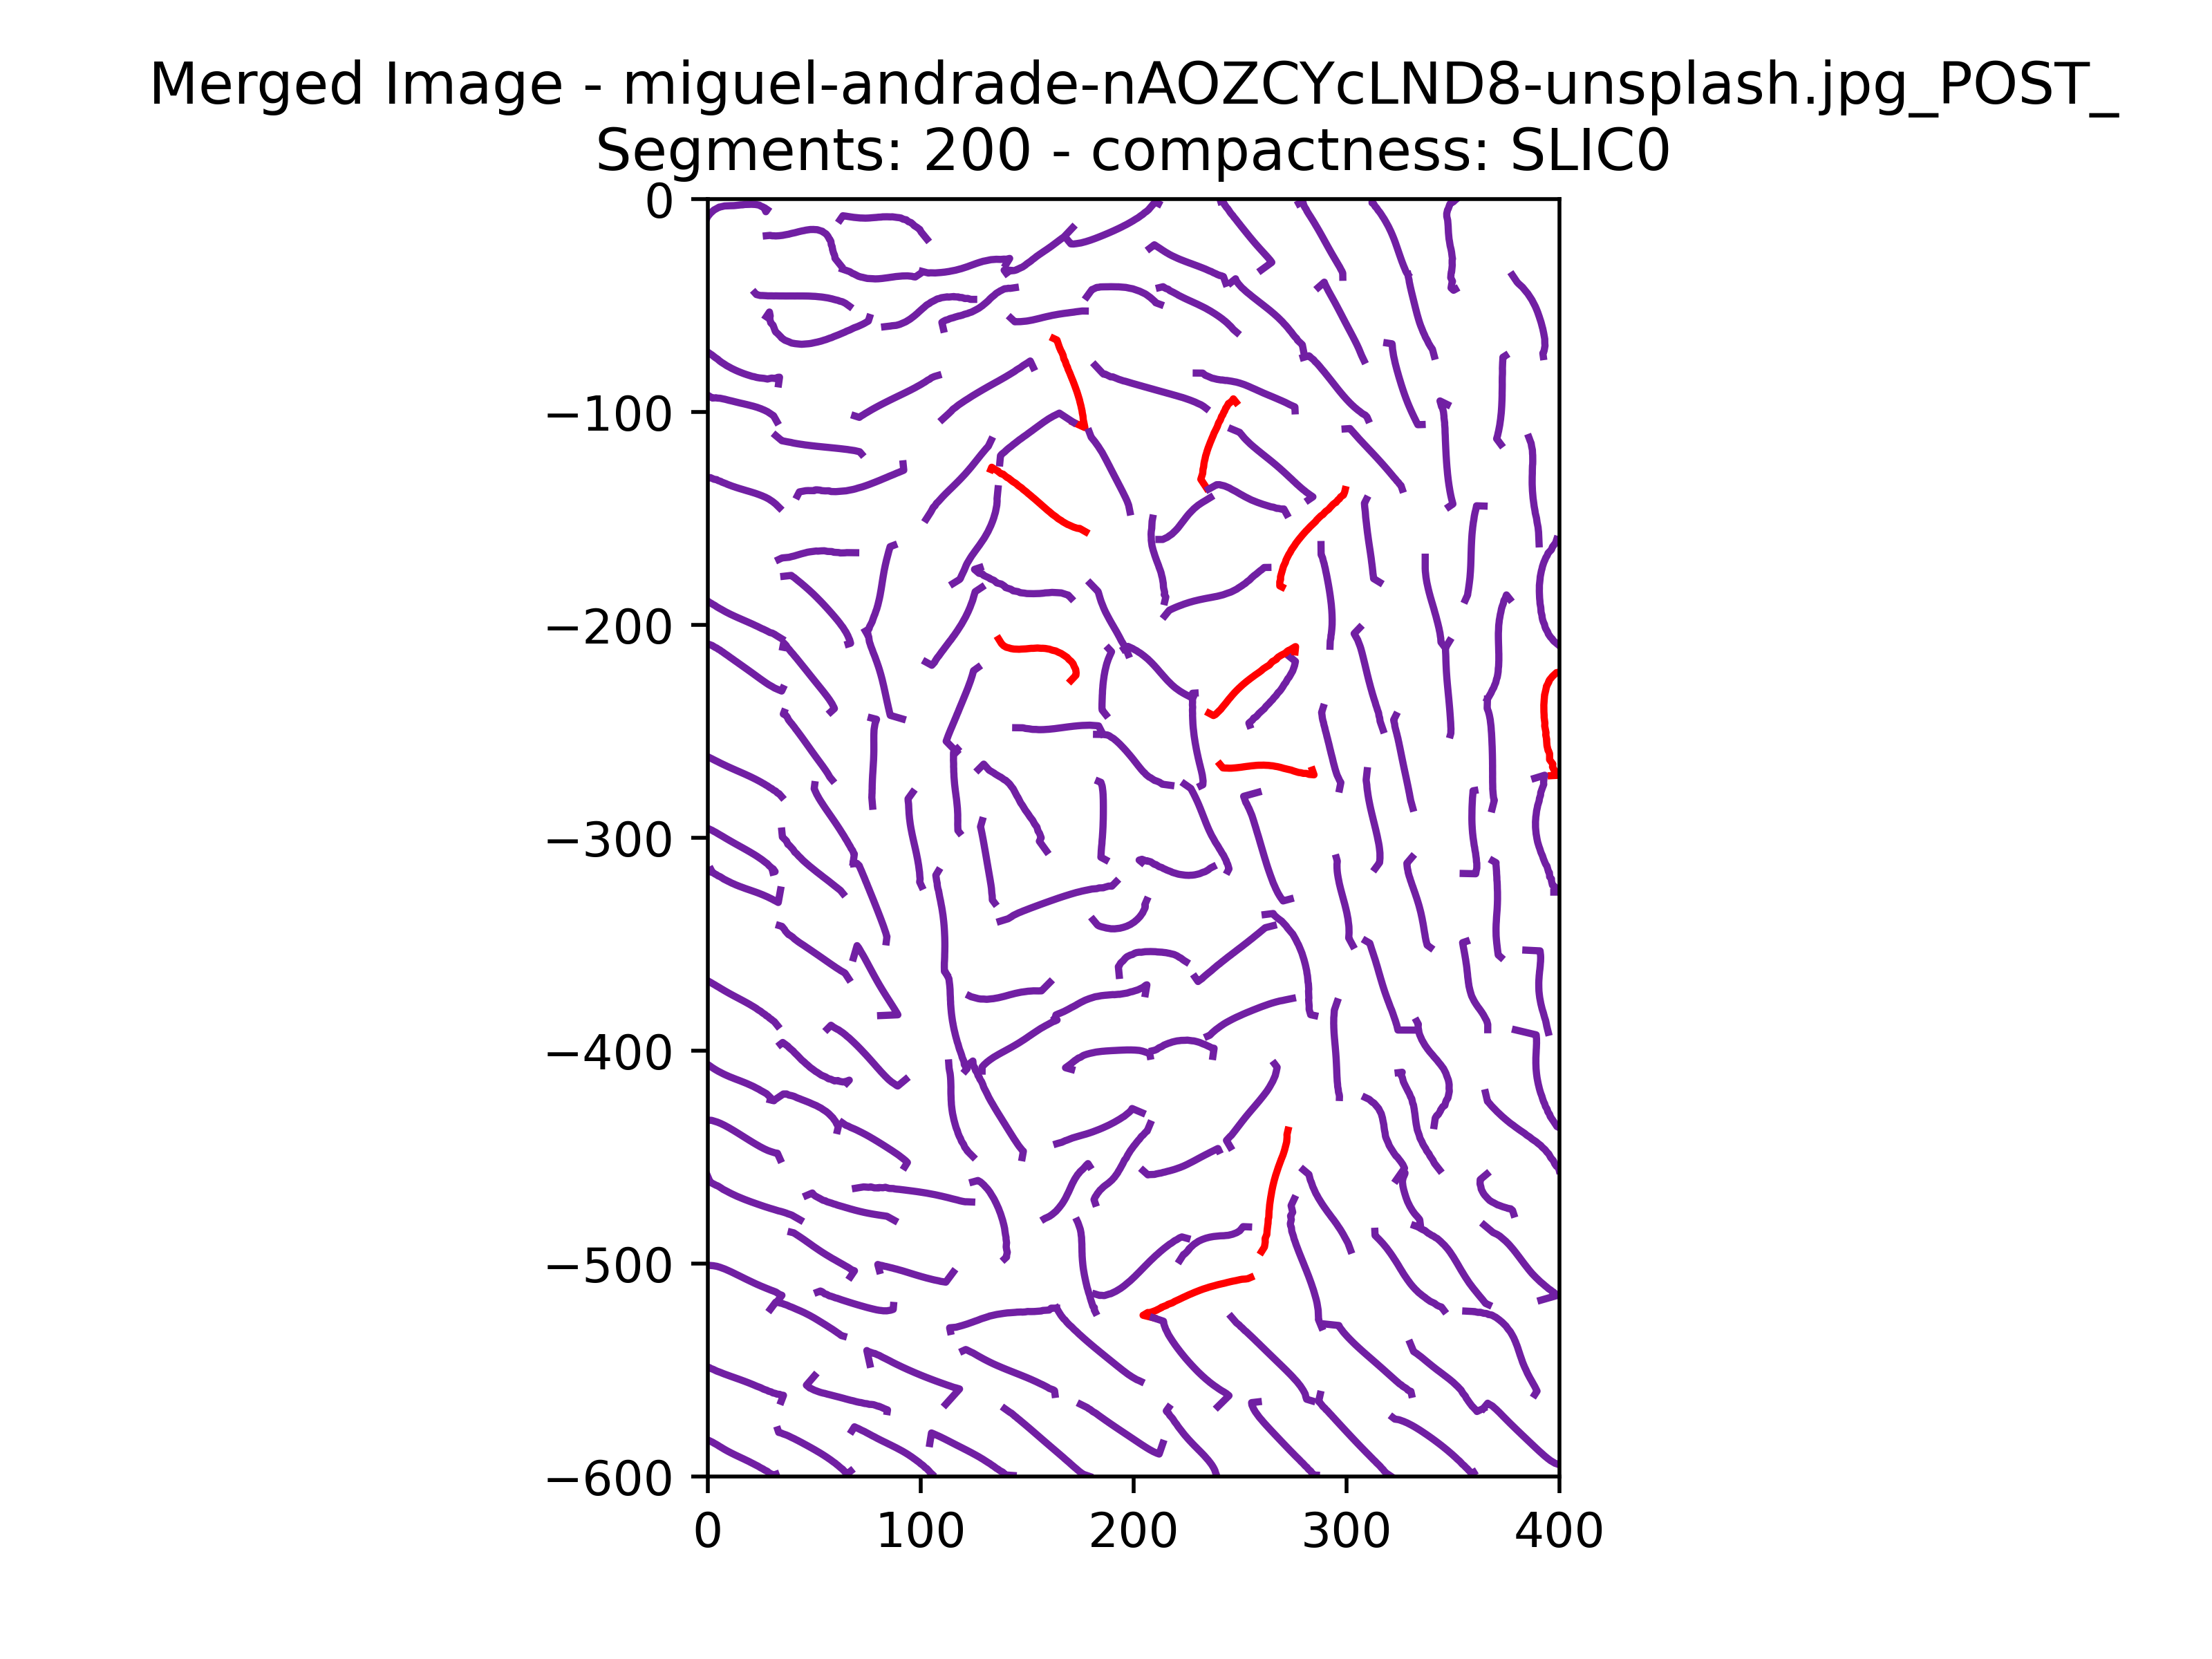 Merged Image - miguel-andrade-nAOZCYcLND8-unsplash.jpg_POST_
Segments: 200 - compactness: SLIC0
0
−100
−200
−300
−400
−500
−600
0 100 200 300 400